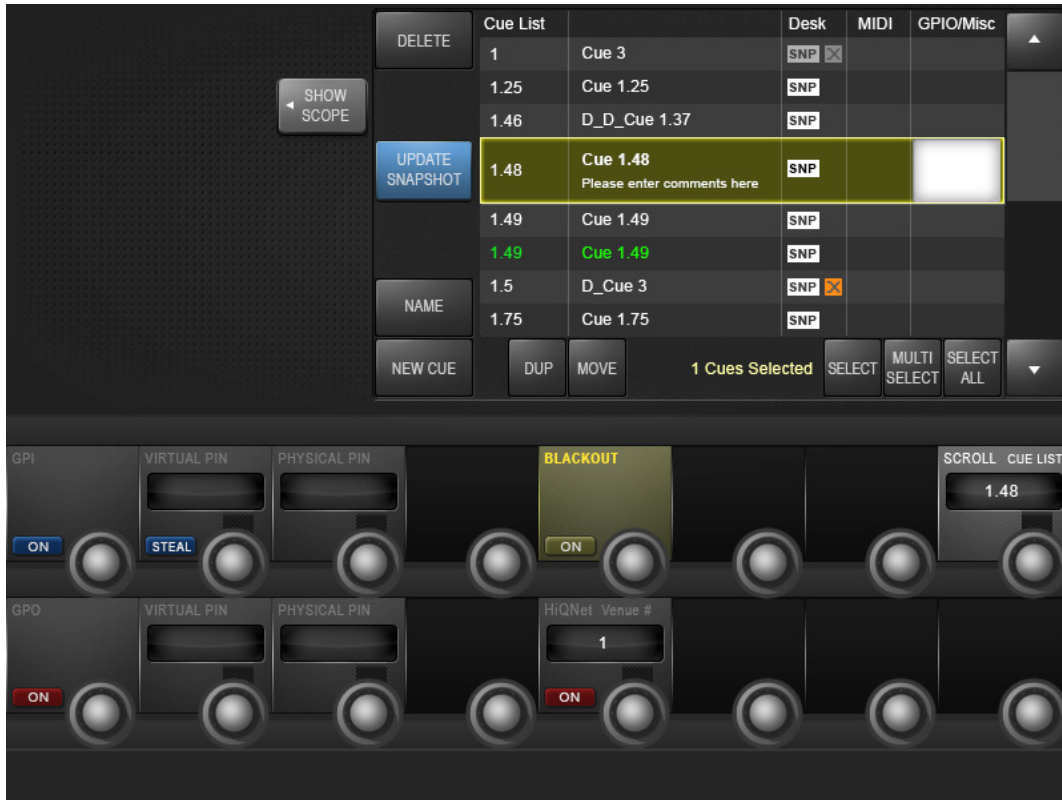 DELETE
Cue List Desk MIDI GPIO/Misc
1 Cue 3 SNP
SHOW SCOPE
1.25 Cue 1.25 SNP
1.46 D_D_Cue 1.37 SNP
UPDATE SNAPSHOT
1.48 Cue 1.48 SNP
Please enter comments here
1.49 Cue 1.49 SNP
1.49 Cue 1.49 SNP
NAME
1.5 D_Cue 3 SNP
1.75 Cue 1.75 SNP
NEW CUE DUP MOVE 1 Cues Selected SELECT MULTI SELECT SELECT ALL
GPI VIRTUAL PIN PHYSICAL PIN BLACKOUT SCROLL CUE LIST
1.48
ON STEAL ON
GPO VIRTUAL PIN PHYSICAL PIN HiQNet Venue #
1
ON ON